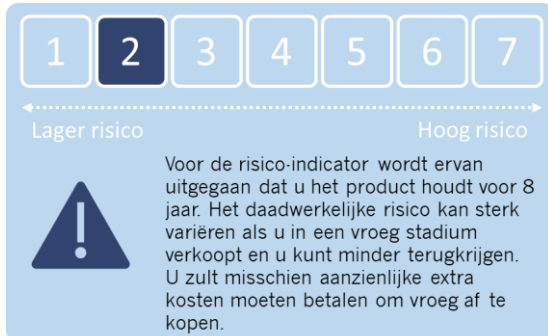 1 2 3 4 5 6 7
Lager risico Hoog risico
Voor de risico-indicator wordt ervan
uitgegaan dat u het product houdt voor 8
jaar. Het daadwerkelijke risico kan sterk
variëren als u in een vroeg stadium
verkoopt en u kunt minder terugkrijgen.
U zult misschien aanzienlijke extra
kosten moeten betalen om vroeg af te
kopen.